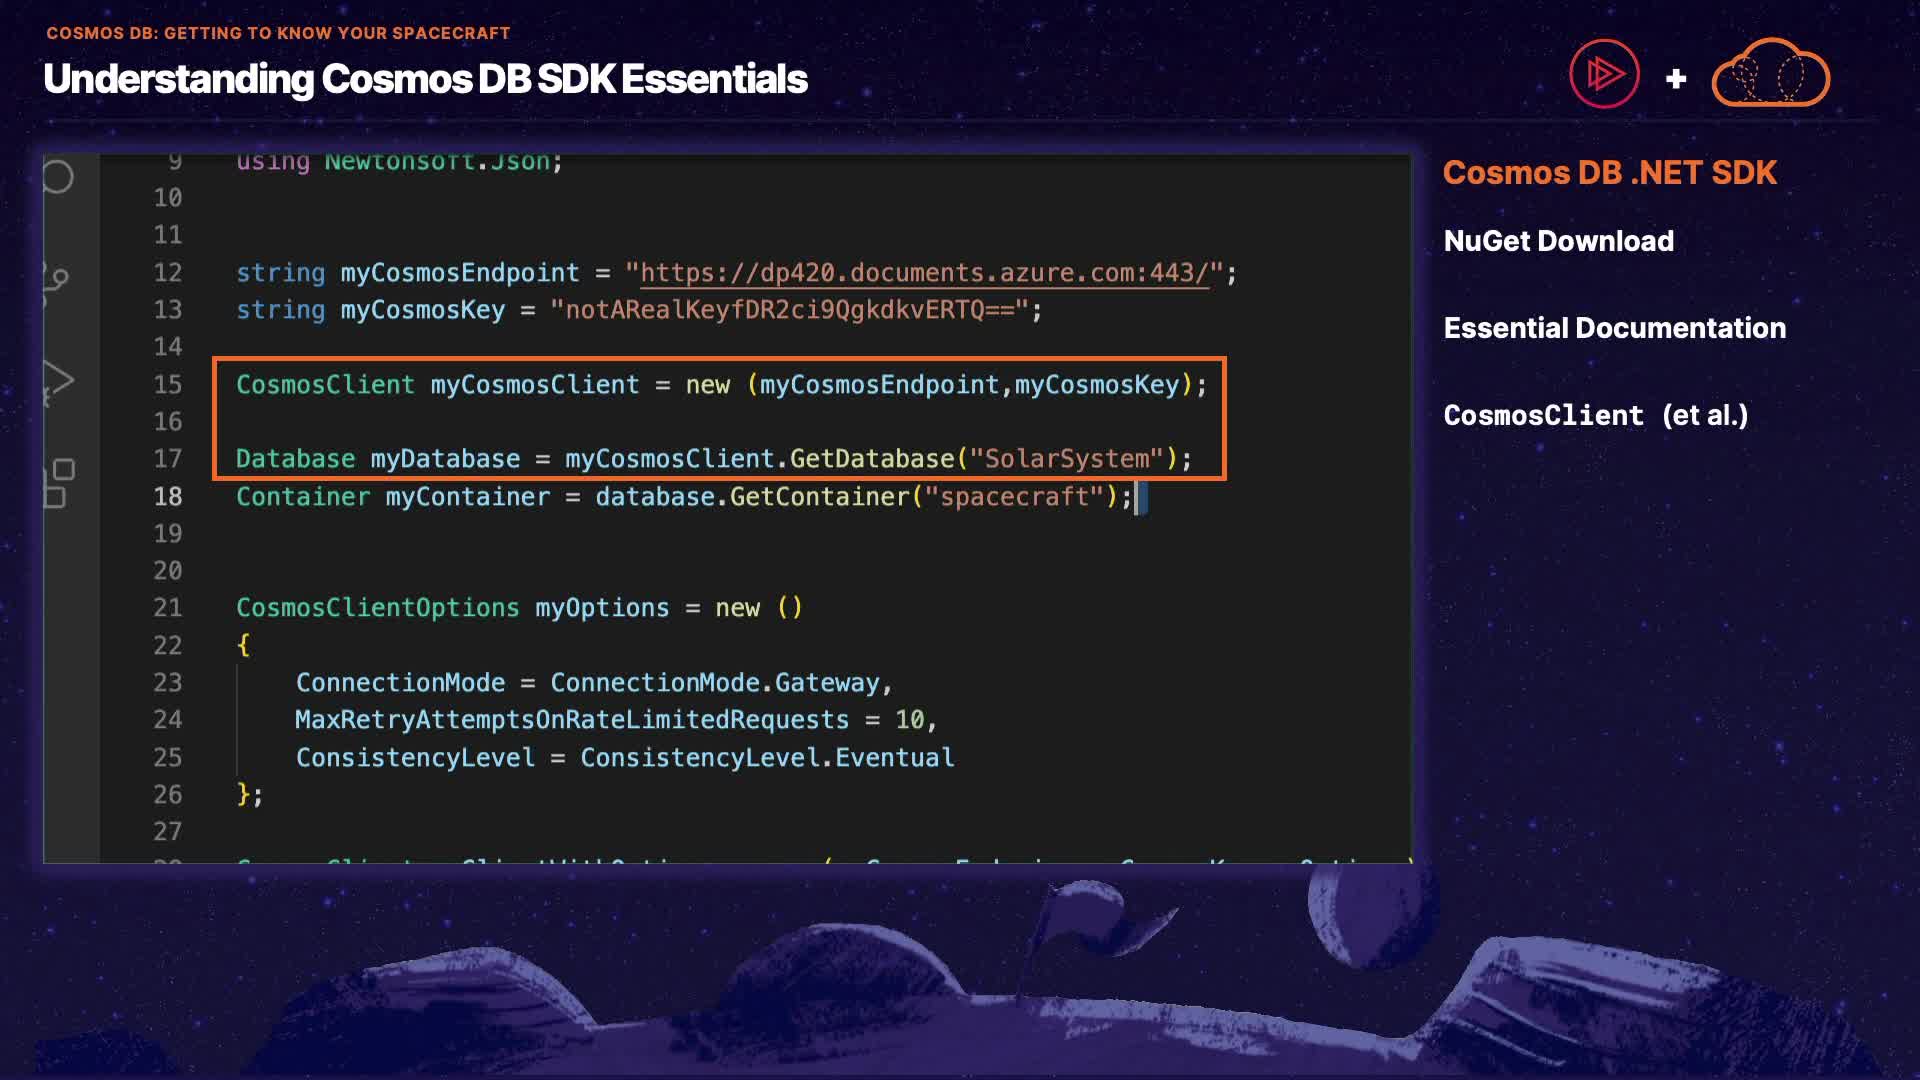 COSMOS DB: GETTING TO KNOW YOUR SPACECRAFT
Understanding Cosmos DB SDK Essentials
+
9 using Newtonsoft.Json;
10
11
12 string myCosmosEndpoint = "https://dp420.documents.azure.com:443/";
13 string myCosmosKey = "notARealKeyfDR2ci9QgkdkvERTQ==";
14
15 CosmosClient myCosmosClient = new (myCosmosEndpoint,myCosmosKey);
16
17 Database myDatabase = myCosmosClient.GetDatabase("SolarSystem");
18 Container myContainer = database.GetContainer("spacecraft");
19
20
21 CosmosClientOptions myOptions = new ()
22 {
23 ConnectionMode = ConnectionMode.Gateway,
24 MaxRetryAttemptsOnRateLimitedRequests = 10,
25 ConsistencyLevel = ConsistencyLevel.Eventual
26 };
27
Cosmos DB .NET SDK
NuGet Download
Essential Documentation
CosmosClient (et al.)